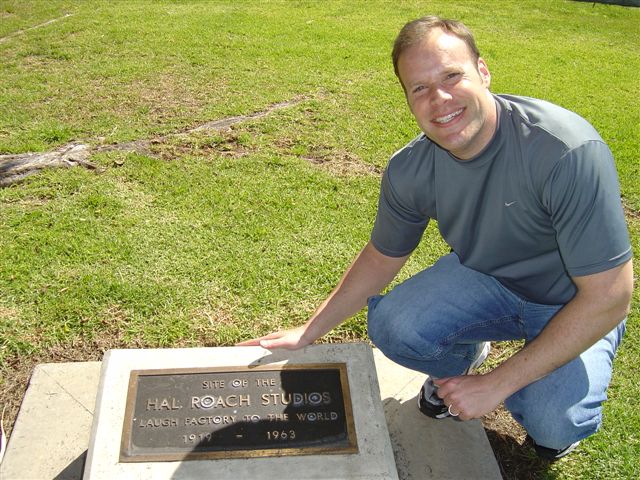 SITE OF THE
HAL ROACH STUDIOS
LAUGH FACTORY TO THE WORLD
1919 - 1963